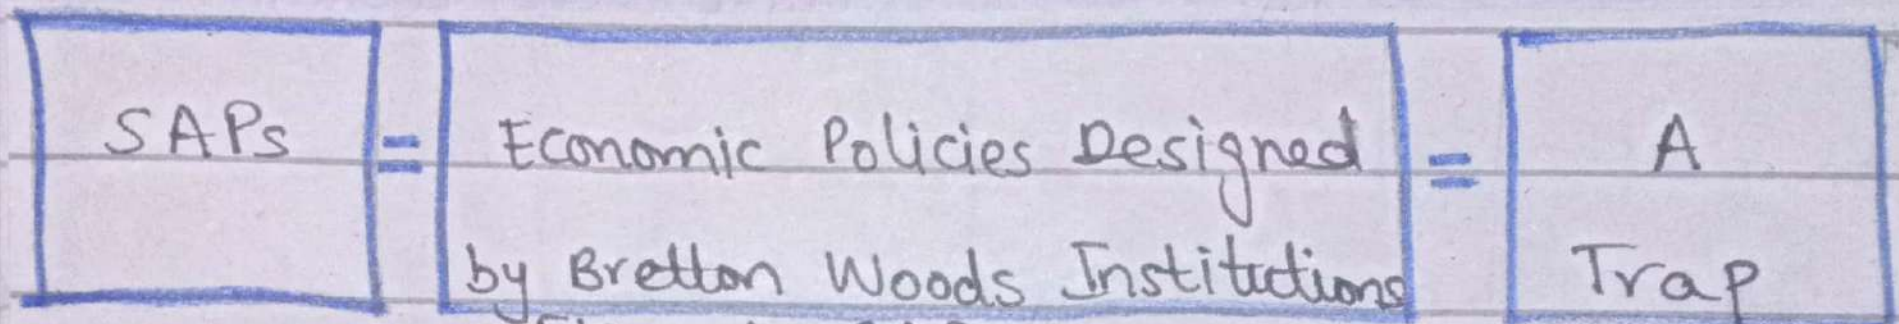 SAPs = Economic Policies Designed = A
by Bretton Woods Institutions Trap